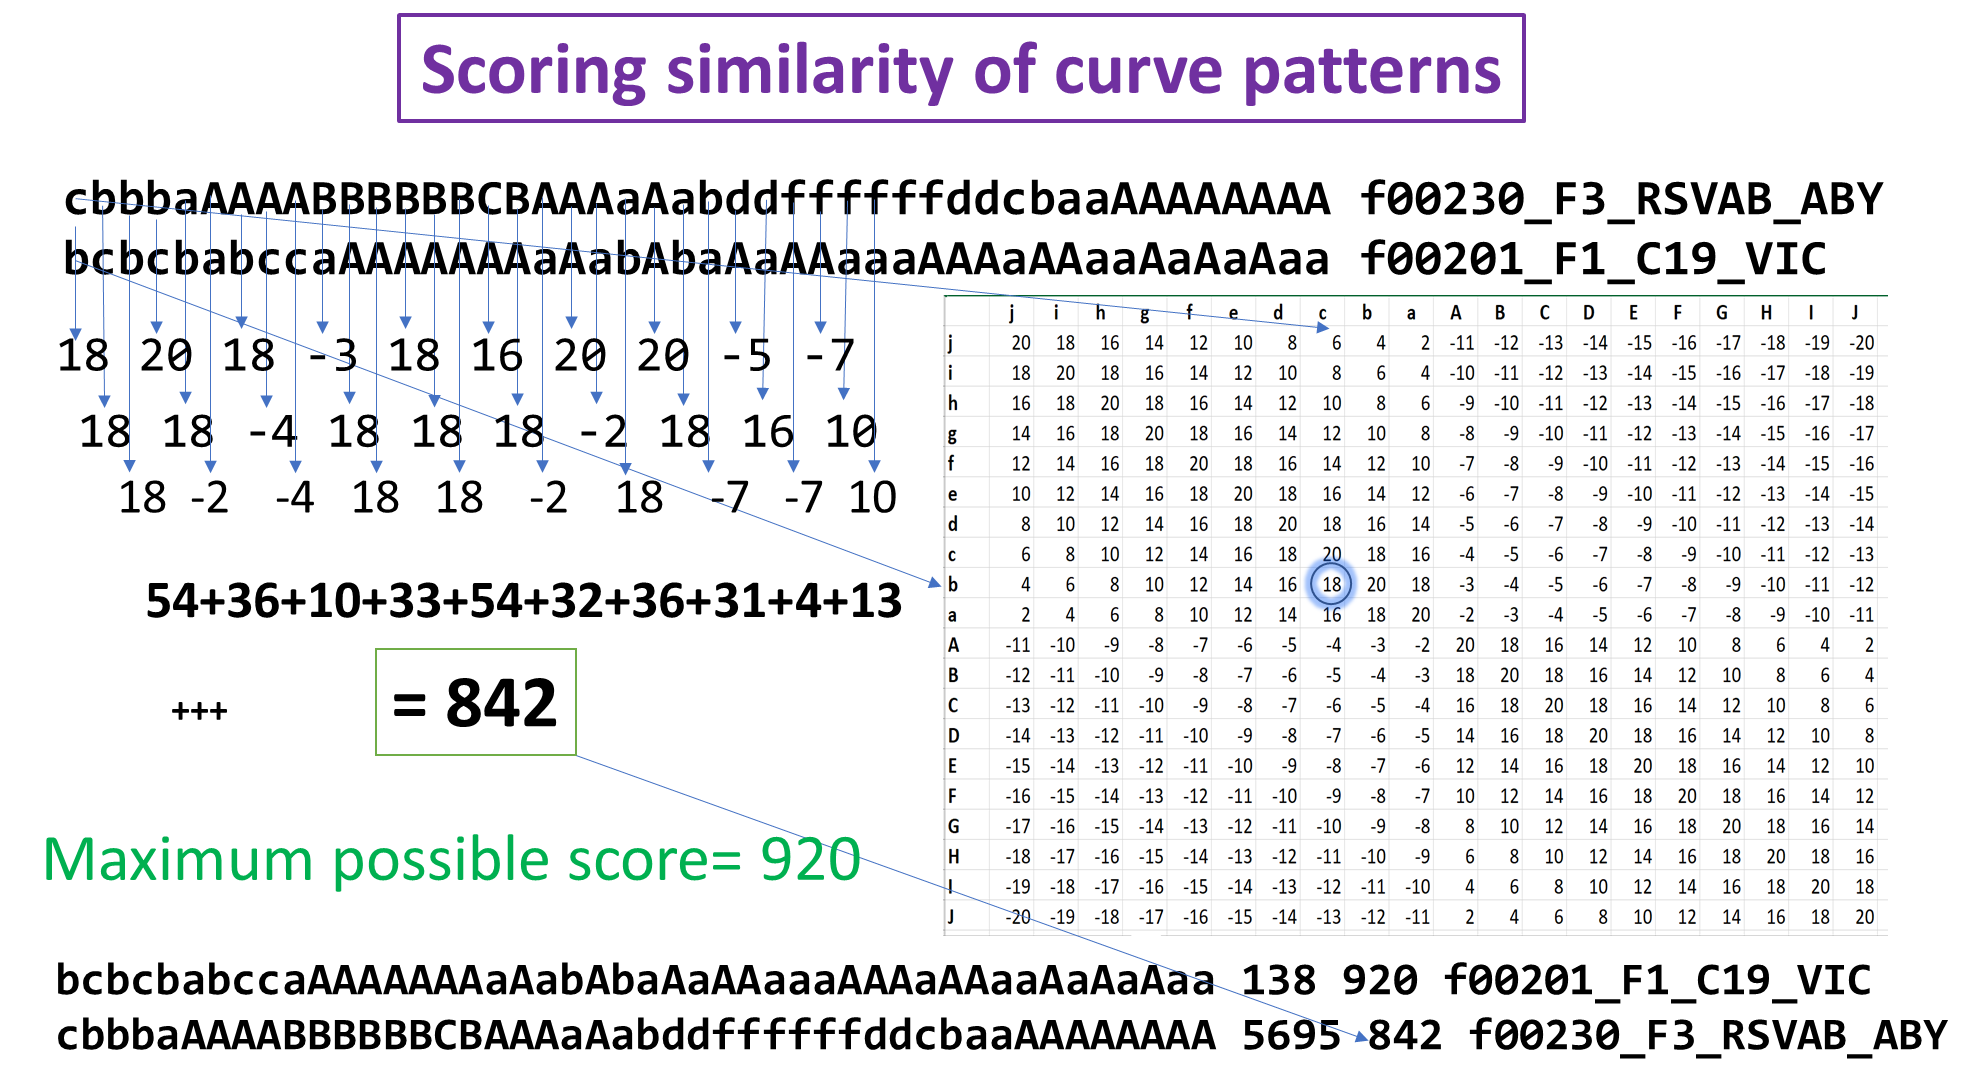 Scoring similarity of curve patterns
cbbbaAAAABBBBBBCBAAAaAabddffffffddcbaaAAAAAAAA f00230_F3_RSVAB_ABY
bcbcbabccaAAAAAAAaAabAbaAaAAaaaAAAaAAaaAaAaAaa f00201_F1_C19_VIC
18 20 18 -3 18 16 20 20 -5 -7
18 18 -4 18 18 18 -2 18 16 10
18 -2 -4 18 18 -2 18 -7 -7 10
54+36+10+33+54+32+36+31+4+13
+++ = 842
Maximum possible score= 920
j i h g f e d c b a A B C D E F G H I J
j 20 18 16 14 12 10 8 6 4 2 -11 -12 -13 -14 -15 -16 -17 -18 -19 -20
i 18 20 18 16 14 12 10 8 6 4 -10 -11 -12 -13 -14 -15 -16 -17 -18 -19
h 16 18 20 18 16 14 12 10 8 6 -9 -10 -11 -12 -13 -14 -15 -16 -17 -18
g 14 16 18 20 18 16 14 12 10 8 -8 -9 -10 -11 -12 -13 -14 -15 -16 -17
f 12 14 16 18 20 18 16 14 12 10 -7 -8 -9 -10 -11 -12 -13 -14 -15 -16
e 10 12 14 16 18 20 18 16 14 12 -6 -7 -8 -9 -10 -11 -12 -13 -14 -15
d 8 10 12 14 16 18 20 18 16 14 -5 -6 -7 -8 -9 -10 -11 -12 -13 -14
c 6 8 10 12 14 16 18 20 18 16 -4 -5 -6 -7 -8 -9 -10 -11 -12 -13
b 4 6 8 10 12 14 16 18 20 18 -3 -4 -5 -6 -7 -8 -9 -10 -11 -12
a 2 4 6 8 10 12 14 16 18 20 -2 -3 -4 -5 -6 -7 -8 -9 -10 -11
A -11 -10 -9 -8 -7 -6 -5 -4 -3 -2 20 18 16 14 12 10 8 6 4 2
B -12 -11 -10 -9 -8 -7 -6 -5 -4 -3 18 20 18 16 14 12 10 8 6 4
C -13 -12 -11 -10 -9 -8 -7 -6 -5 -4 16 18 20 18 16 14 12 10 8 6
D -14 -13 -12 -11 -10 -9 -8 -7 -6 -5 14 16 18 20 18 16 14 12 10 8
E -15 -14 -13 -12 -11 -10 -9 -8 -7 -6 12 14 16 18 20 18 16 14 12 10
F -16 -15 -14 -13 -12 -11 -10 -9 -8 -7 10 12 14 16 18 20 18 16 14 12
G -17 -16 -15 -14 -13 -12 -11 -10 -9 -8 8 10 12 14 16 18 20 18 16 14
H -18 -17 -16 -15 -14 -13 -12 -11 -10 -9 6 8 10 12 14 16 18 20 18 16
I -19 -18 -17 -16 -15 -14 -13 -12 -11 -10 4 6 8 10 12 14 16 18 20 18
J -20 -19 -18 -17 -16 -15 -14 -13 -12 -11 2 4 6 8 10 12 14 16 18 20
bcbcbabccaAAAAAAAaAabAbaAaAAaaaAAAaAAaaAaAaAaa 138 920 f00201_F1_C19_VIC
cbbbaAAAABBBBBBCBAAAaAabddffffffddcbaaAAAAAAAA 5695 842 f00230_F3_RSVAB_ABY